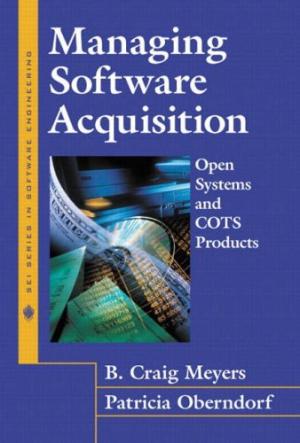 Managing
Software
Acquisition
Open
Systems and
COTS
Products
SEI SERIES IN SOFTWARE ENGINEERING
B. Craig Meyers
Patricia Oberndorf